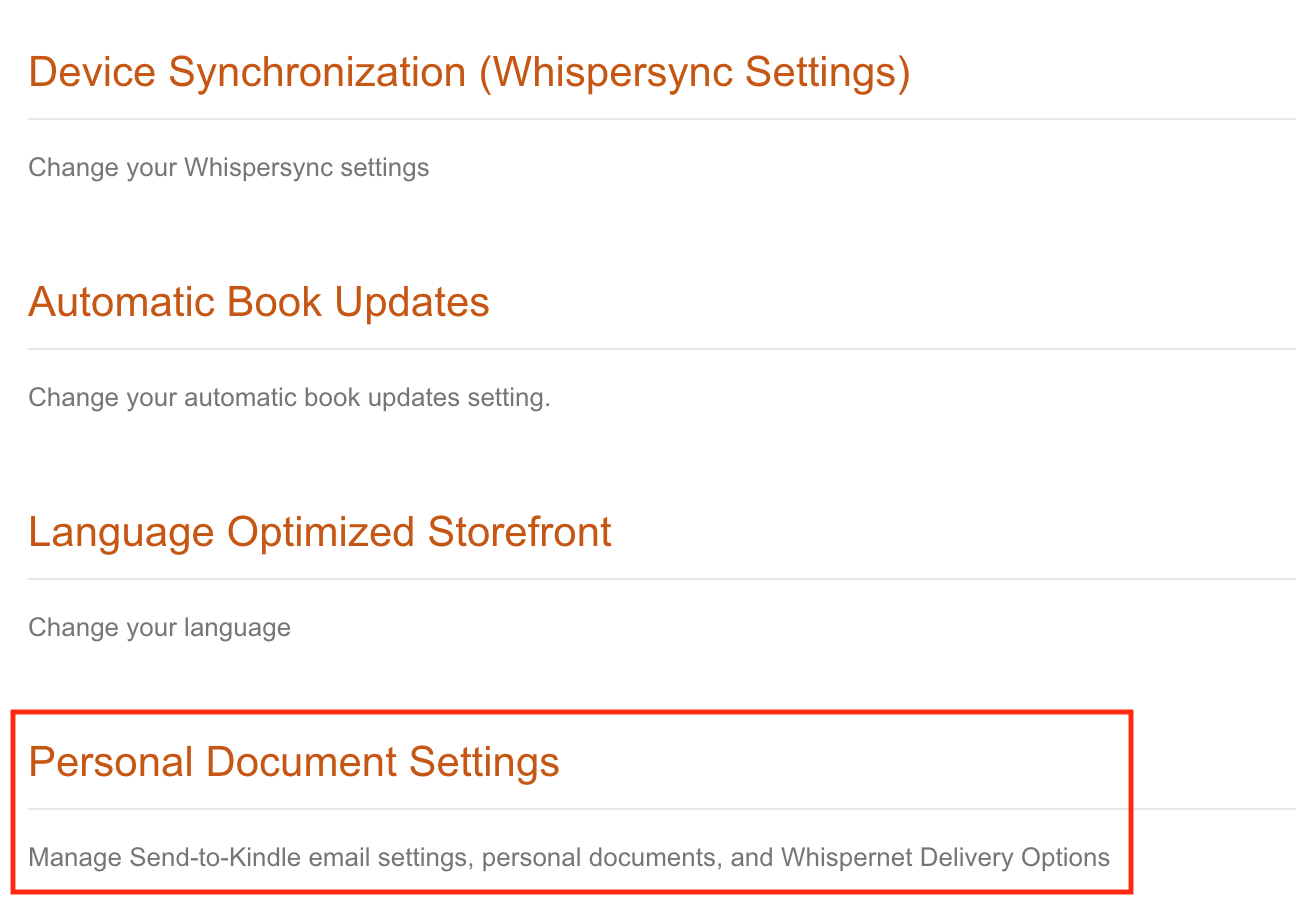 Device Synchronization (Whispersync Settings)
Change your Whispersync settings
Automatic Book Updates
Change your automatic book updates setting.
Language Optimized Storefront
Change your language
Personal Document Settings
Manage Send-to-Kindle email settings, personal documents, and Whispernet Delivery Options